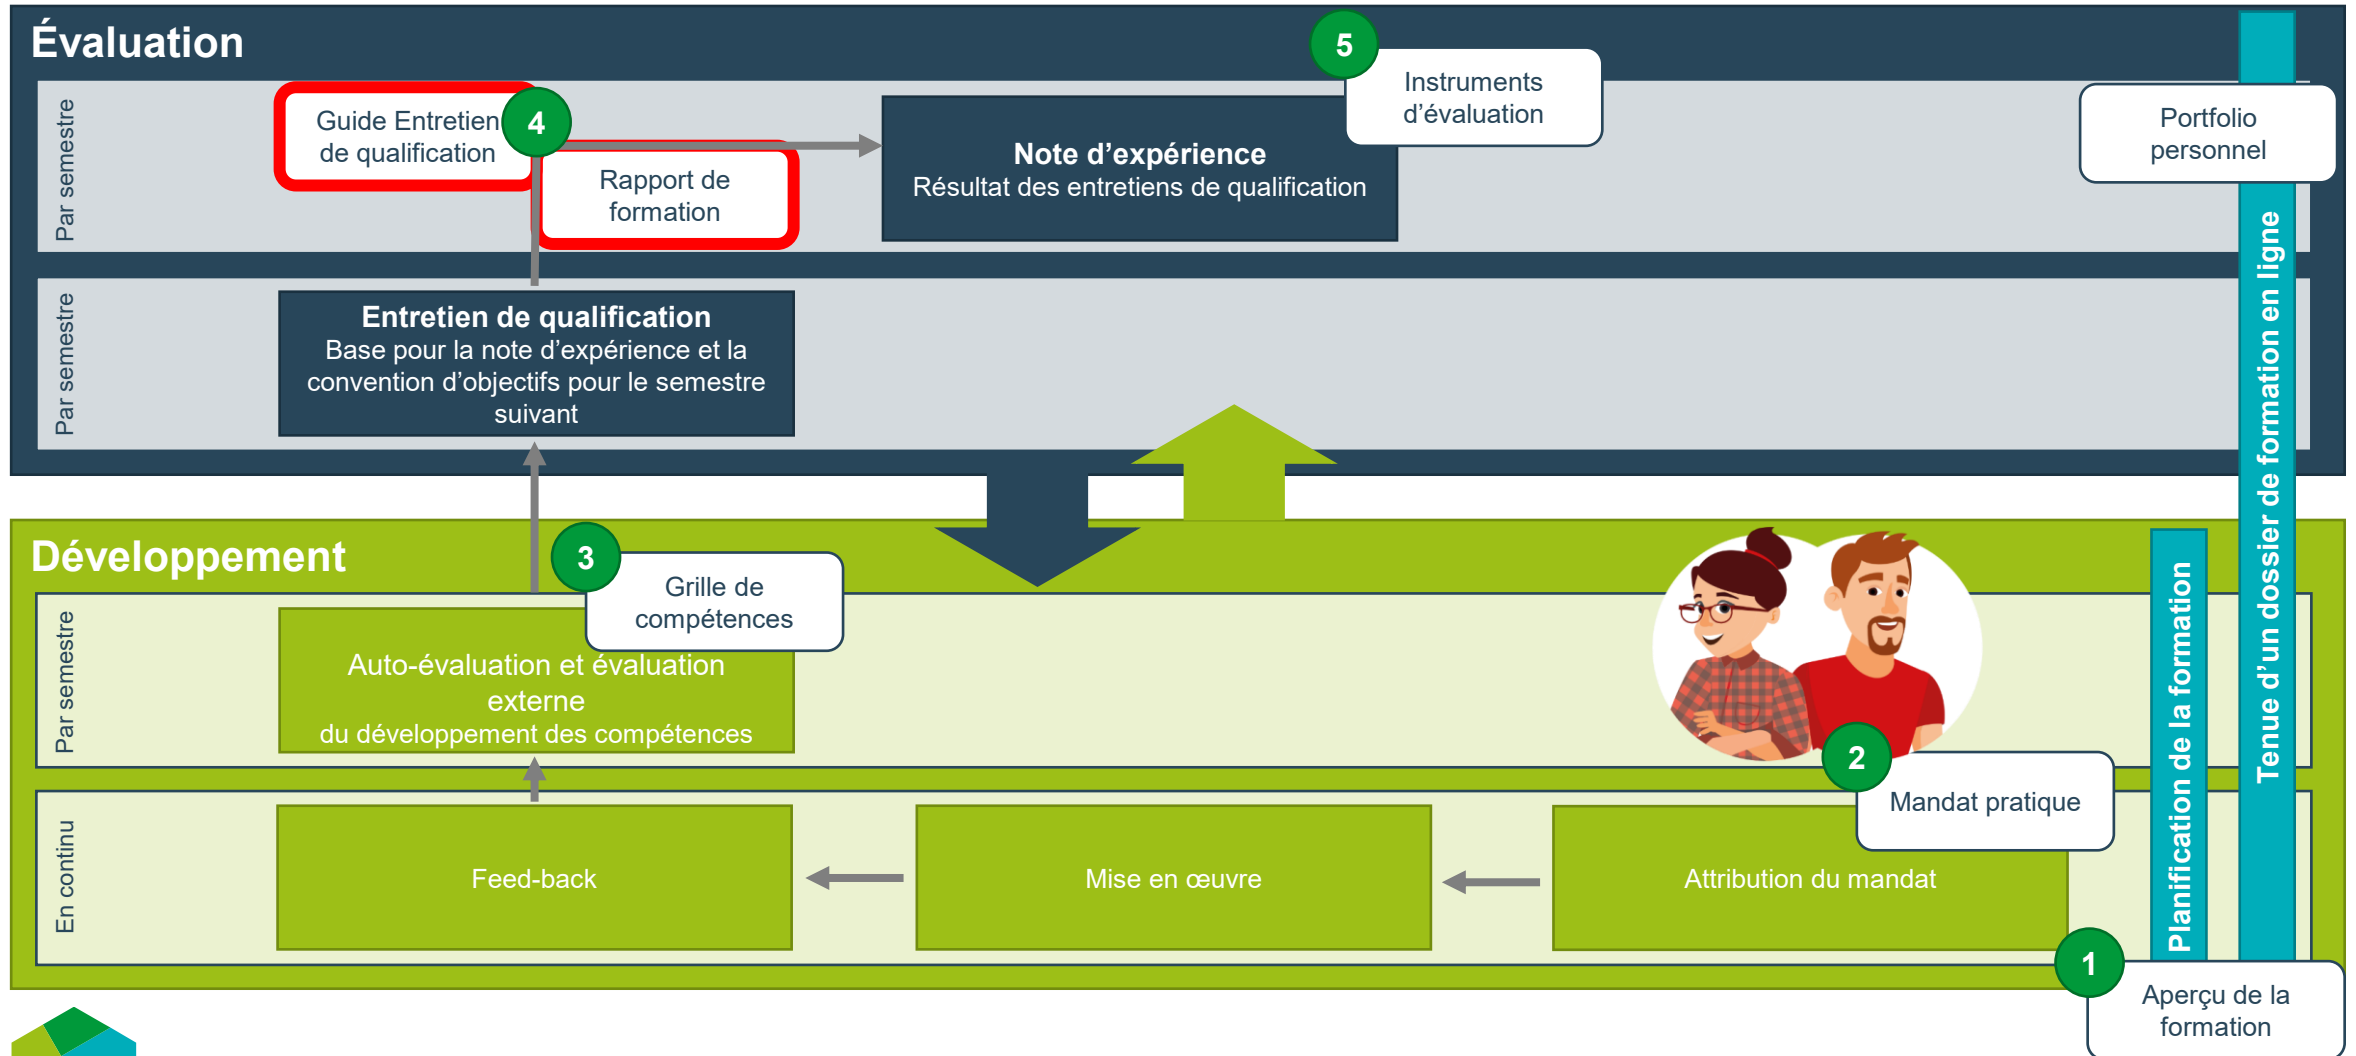 Évaluation
Par semestre
Guide Entretien
de qualification
4
Rapport de
formation
Note d’expérience
Résultat des entretiens de qualification
5
Instruments
d’évaluation
Portfolio
personnel
Par semestre
Entretien de qualification
Base pour la note d’expérience et la
convention d’objectifs pour le semestre
suivant
Tenue d’un dossier de formation en ligne
Développement
Par semestre
3
Grille de
compétences
Auto-évaluation et évaluation
externe
du développement des compétences
2
Mandat pratique
Planification de la formation
En continu
Feed-back
Mise en œuvre
Attribution du mandat
1
Aperçu de la
formation